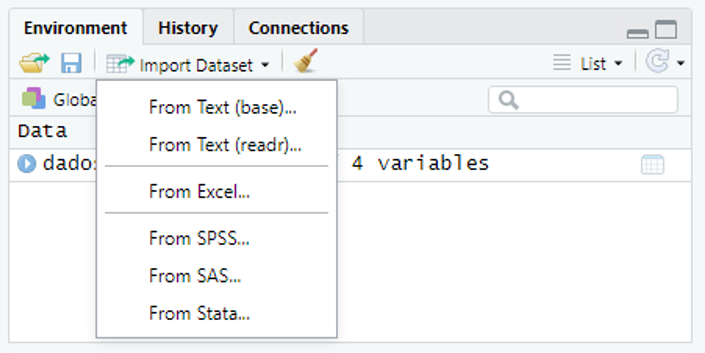 Environment History Connections
Import Dataset List
Globa
From Text (base)...
From Text (readr)...
Data
dados 4 variables
From Excel...
From SPSS...
From SAS...
From Stata...